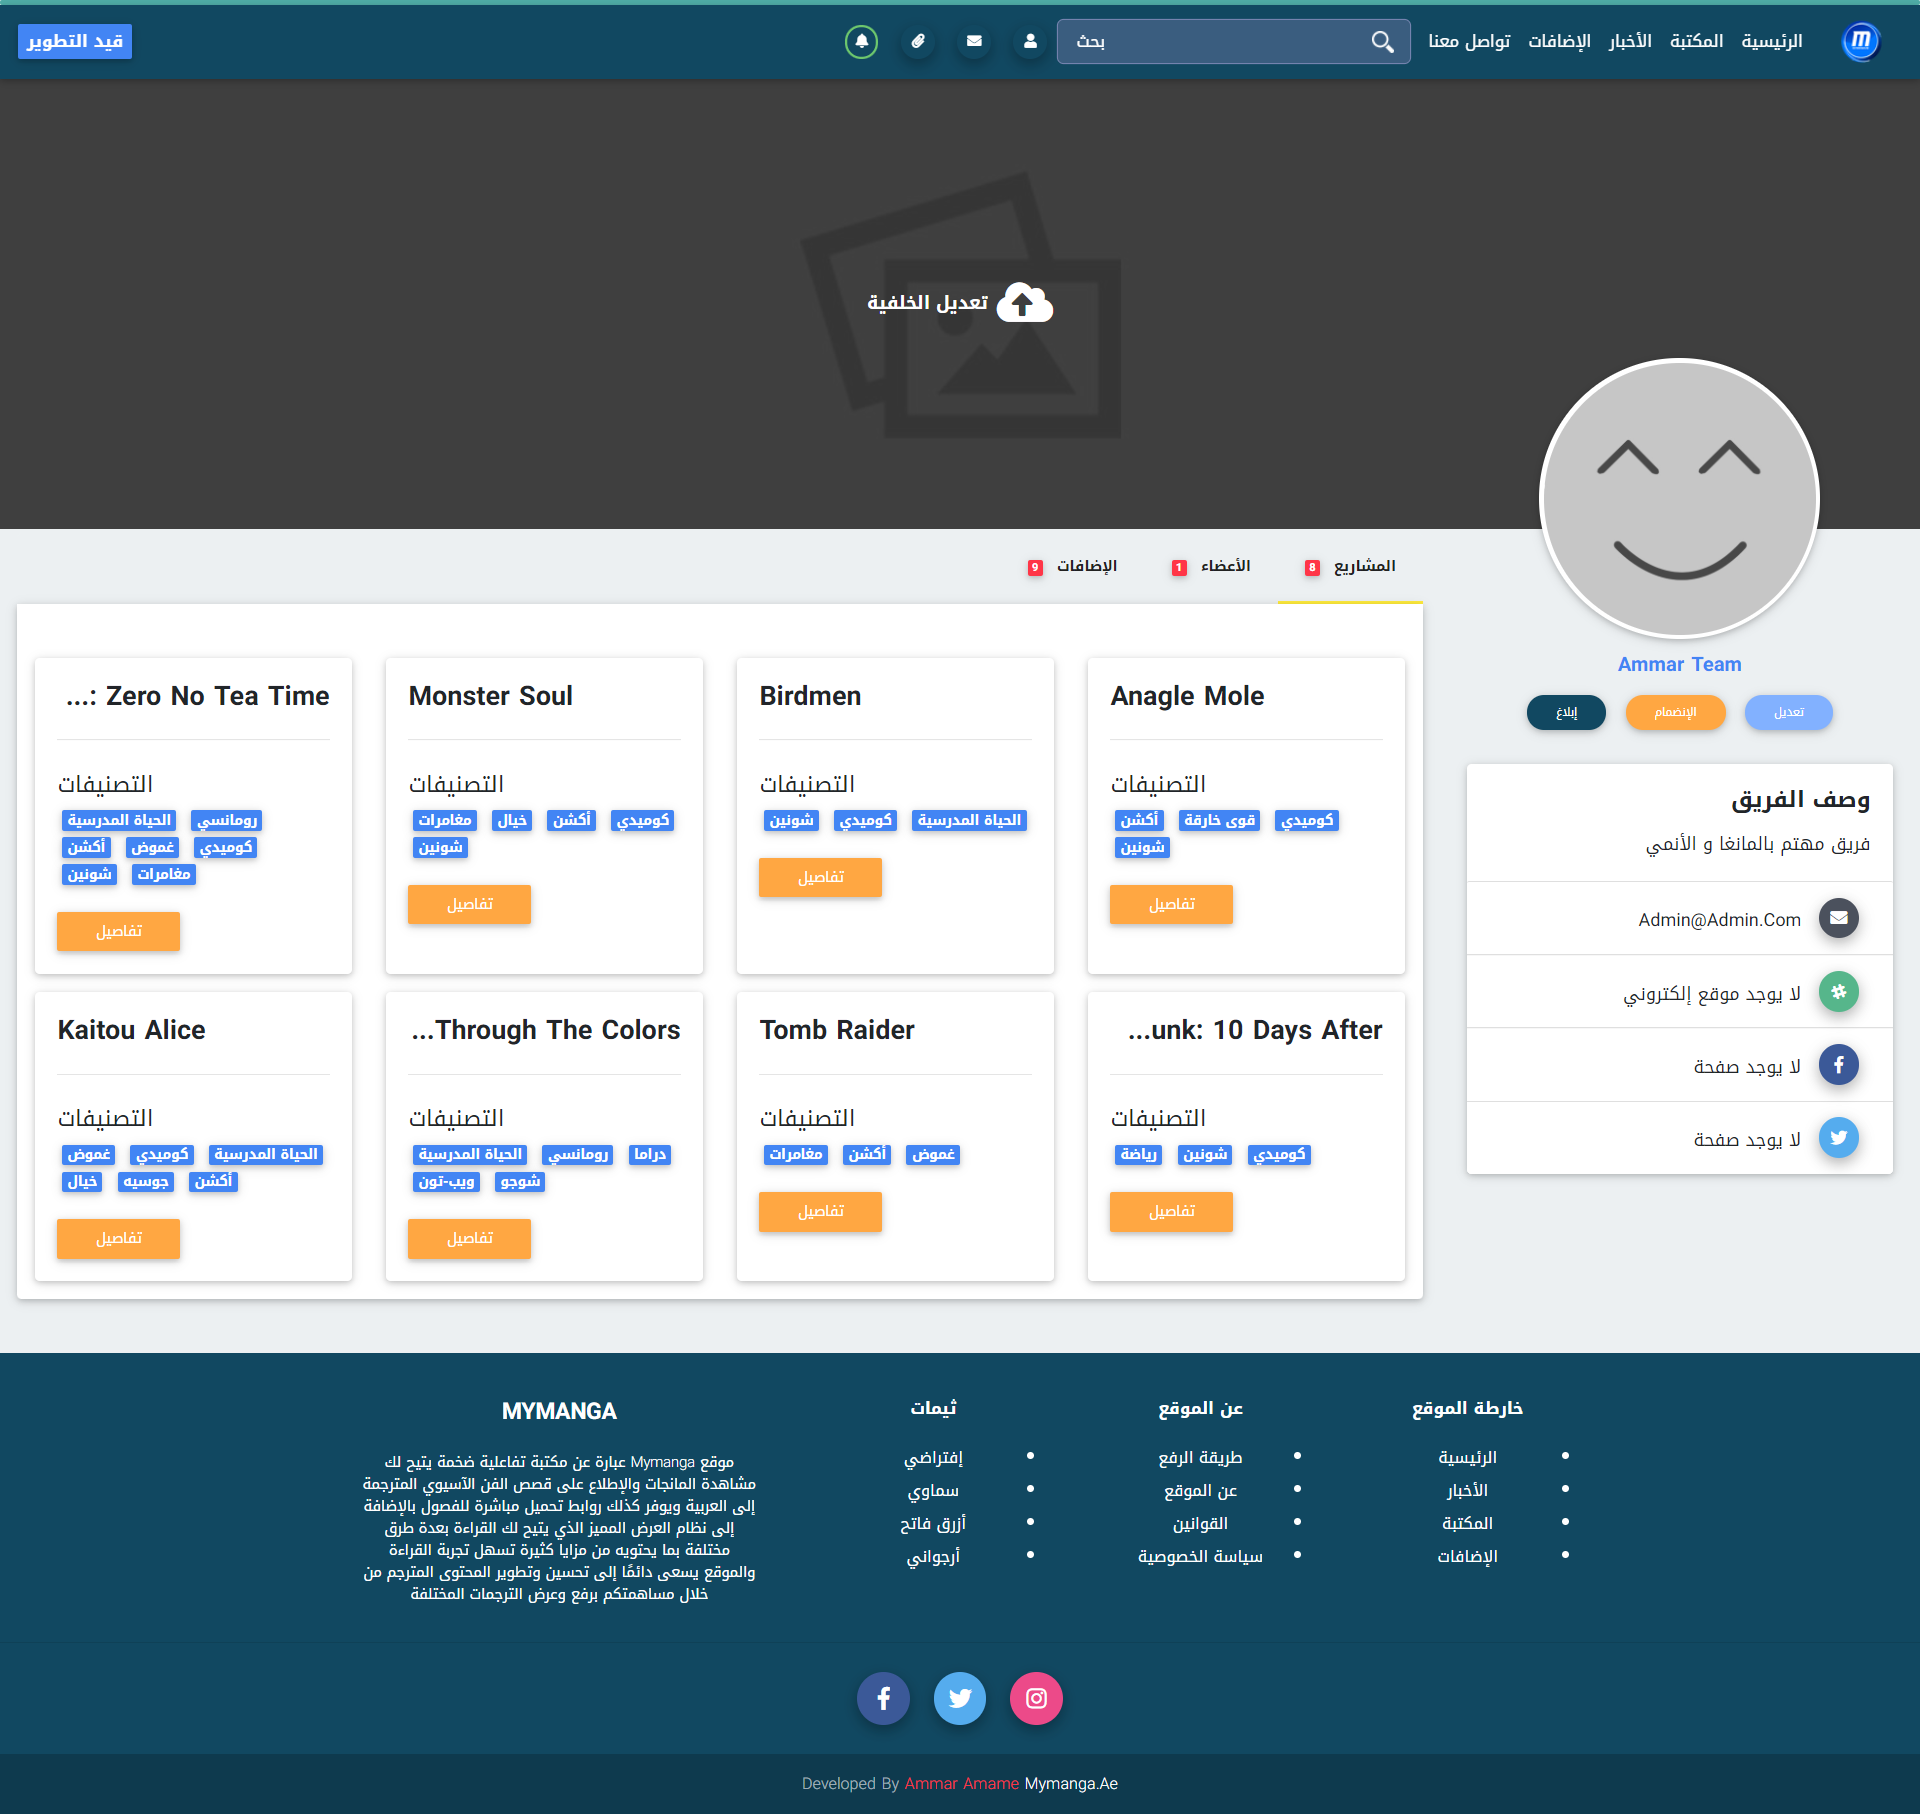 الرئيسية المكتبة الأخبار الإضافات تواصل معنا بحث قيد التطوير
تعديل الخلفية
المشاريع 8 الأعضاء 1 الإضافات 9
Ammar Team
تعديل الإنضمام إبلاغ
وصف الفريق
فريق مهتم بالمانغا و الأنمي
Admin@Admin.Com
لا يوجد موقع إلكتروني
لا يوجد صفحة
لا يوجد صفحة
Anagle Mole
التصنيفات
كوميدي قوى خارقة أكشن
شونين
تفاصيل
Birdmen
التصنيفات
الحياة المدرسية كوميدي شونين
تفاصيل
Monster Soul
التصنيفات
كوميدي أكشن خيال مغامرات
شونين
تفاصيل
...: Zero No Tea Time
التصنيفات
رومانسي الحياة المدرسية
كوميدي غموض أكشن
مغامرات شونين
تفاصيل
...unk: 10 Days After
التصنيفات
كوميدي شونين رياضة
تفاصيل
Tomb Raider
التصنيفات
غموض أكشن مغامرات
تفاصيل
...Through The Colors
التصنيفات
دراما رومانسي الحياة المدرسية
شوجو ويب-تون
تفاصيل
Kaitou Alice
التصنيفات
الحياة المدرسية كوميدي غموض
أكشن جوسيه خيال
تفاصيل
خارطة الموقع
الرئيسية
الأخبار
المكتبة
الإضافات
عن الموقع
طريقة الرفع
عن الموقع
القوانين
سياسة الخصوصية
ثيمات
إفتراضي
سماوي
أزرق فاتح
أرجواني
MYMANGA
موقع Mymanga عبارة عن مكتبة تفاعلية ضخمة يتيح لك
مشاهدة المانجات والإطلاع على قصص الفن الآسيوي المترجمة
إلى العربية ويوفر كذلك روابط تحميل مباشرة للفصول بالإضافة
إلى نظام العرض المميز الذي يتيح لك القراءة بعدة طرق
مختلفة بما يحتويه من مزايا كثيرة تسهل تجربة القراءة
والموقع يسعى دائمًا إلى تحسين وتطوير المحتوى المترجم من
خلال مساهمتكم برفع وعرض الترجمات المختلفة
Developed By Ammar Amame Mymanga.Ae